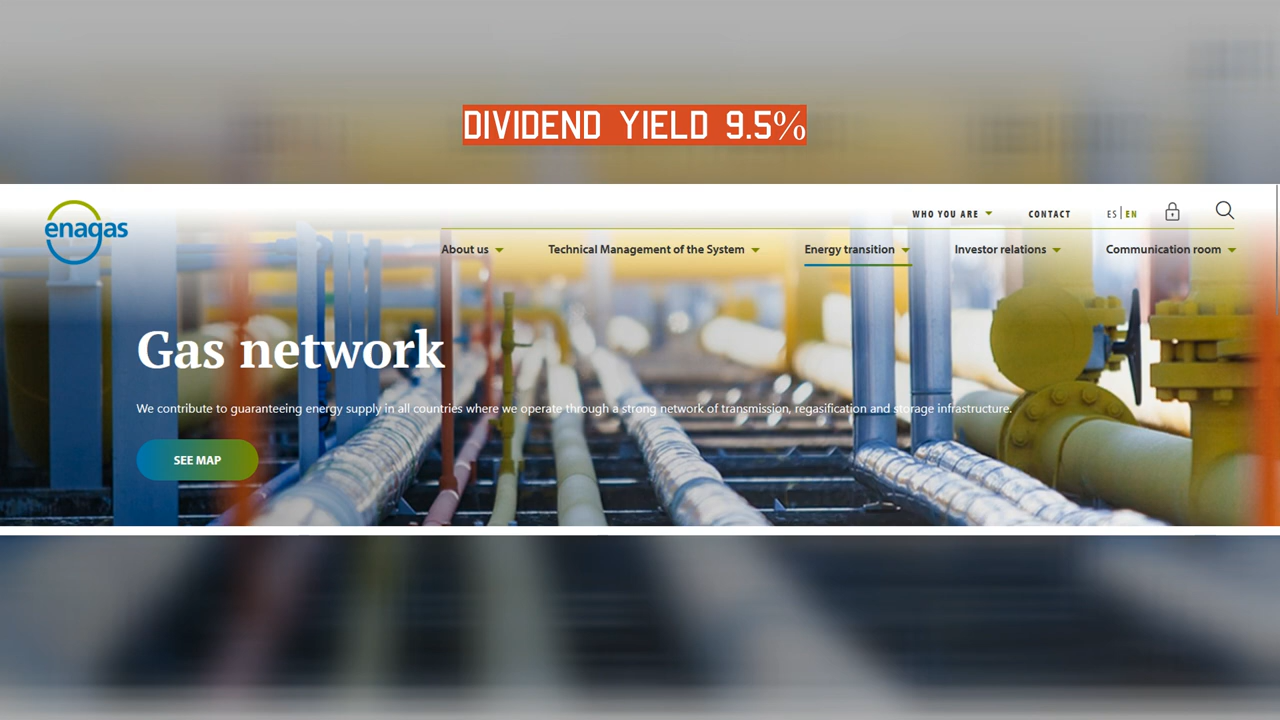 DIVIDEND YIELD 9.5%
enagas
WHO YOU ARE CONTACT ES | EN
About us Technical Management of the System Energy transition Investor relations Communication room
Gas network
We contribute to guaranteeing energy supply in all countries where we operate through a strong network of transmission, regasification and storage infrastructure.
SEE MAP